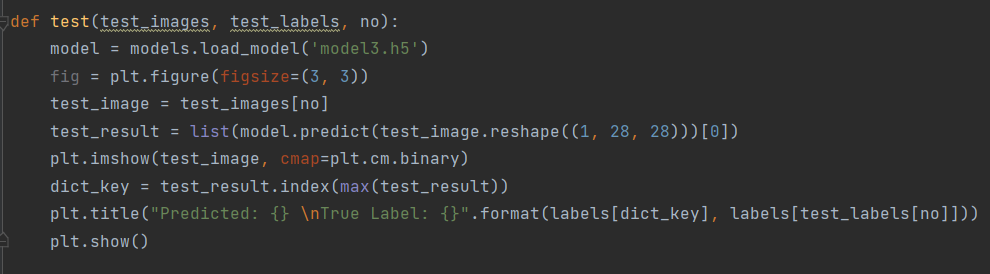 def test(test_images, test_labels, no):
    model = models.load_model('model3.h5')
    fig = plt.figure(figsize=(3, 3))
    test_image = test_images[no]
    test_result = list(model.predict(test_image.reshape((1, 28, 28)))[0])
    plt.imshow(test_image, cmap=plt.cm.binary)
    dict_key = test_result.index(max(test_result))
    plt.title("Predicted: {} \nTrue Label: {}".format(labels[dict_key], labels[test_labels[no]]))
    plt.show()